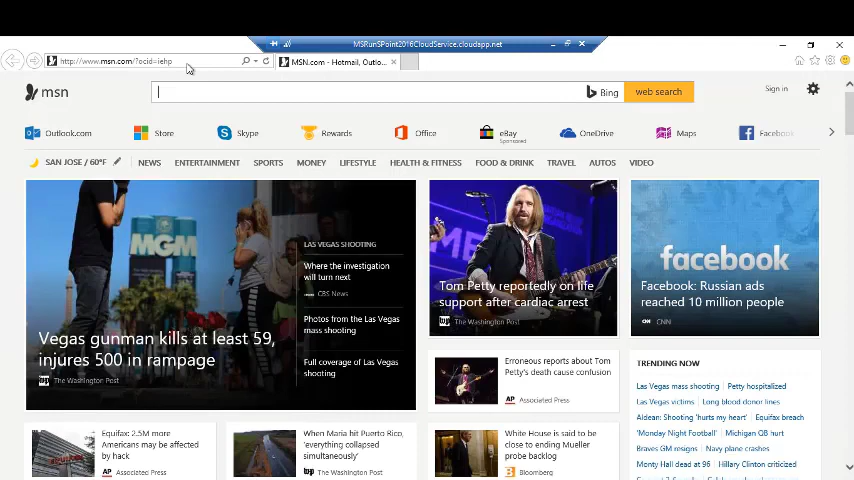 MSRunSPoint2016CloudService.cloudapp.net
http://www.msn.com/?ocid=iehp
MSN.com - Hotmail, Outlo...
msn
Bing
web search
Sign in
Outlook.com
Store
Skype
Rewards
Office
eBay
Sponsored
OneDrive
Maps
Facebook
SAN JOSE / 60°F
NEWS
ENTERTAINMENT
SPORTS
MONEY
LIFESTYLE
HEALTH & FITNESS
FOOD & DRINK
TRAVEL
AUTOS
VIDEO
MGM
Vegas gunman kills at least 59,
injures 500 in rampage
wp The Washington Post
LAS VEGAS SHOOTING
Where the investigation
will turn next
CBS News
Photos from the Las Vegas
mass shooting
Full coverage of Las Vegas
shooting
Tom Petty reportedly on life
support after cardiac arrest
wp The Washington Post
facebook
Facebook: Russian ads
reached 10 million people
CNN
Erroneous reports about Tom
Petty's death cause confusion
AP Associated Press
TRENDING NOW
Las Vegas mass shooting
Petty hospitalized
Las Vegas victims
Long blood donor lines
Aldean: Shooting 'hurts my heart'
Equifax breach
'Monday Night Football'
Michigan QB hurt
Braves GM resigns
Navy plane crashes
Monty Hall dead at 96
Hillary Clinton criticized
Equifax: 2.5M more
Americans may be affected
by hack
AP Associated Press
When Maria hit Puerto Rico,
'everything collapsed
simultaneously'
wp The Washington Post
White House is said to be
close to ending Mueller
probe backlog
B Bloomberg